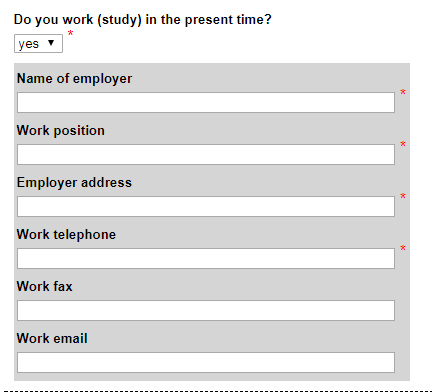 Do you work (study) in the present time?
yes ▼ *
Name of employer
*
Work position
*
Employer address
*
Work telephone
*
Work fax
Work email